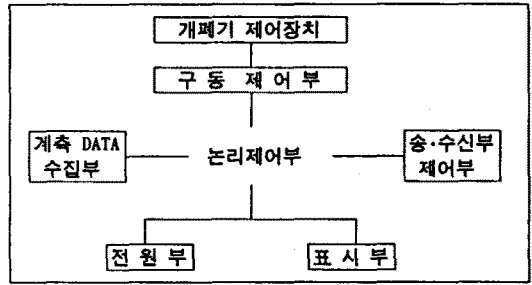 개폐기 제어장치
구 동 제 어 부
계측 DATA
수집부
논리제어부
송·수신부
제어부
전 원 부
표 시 부